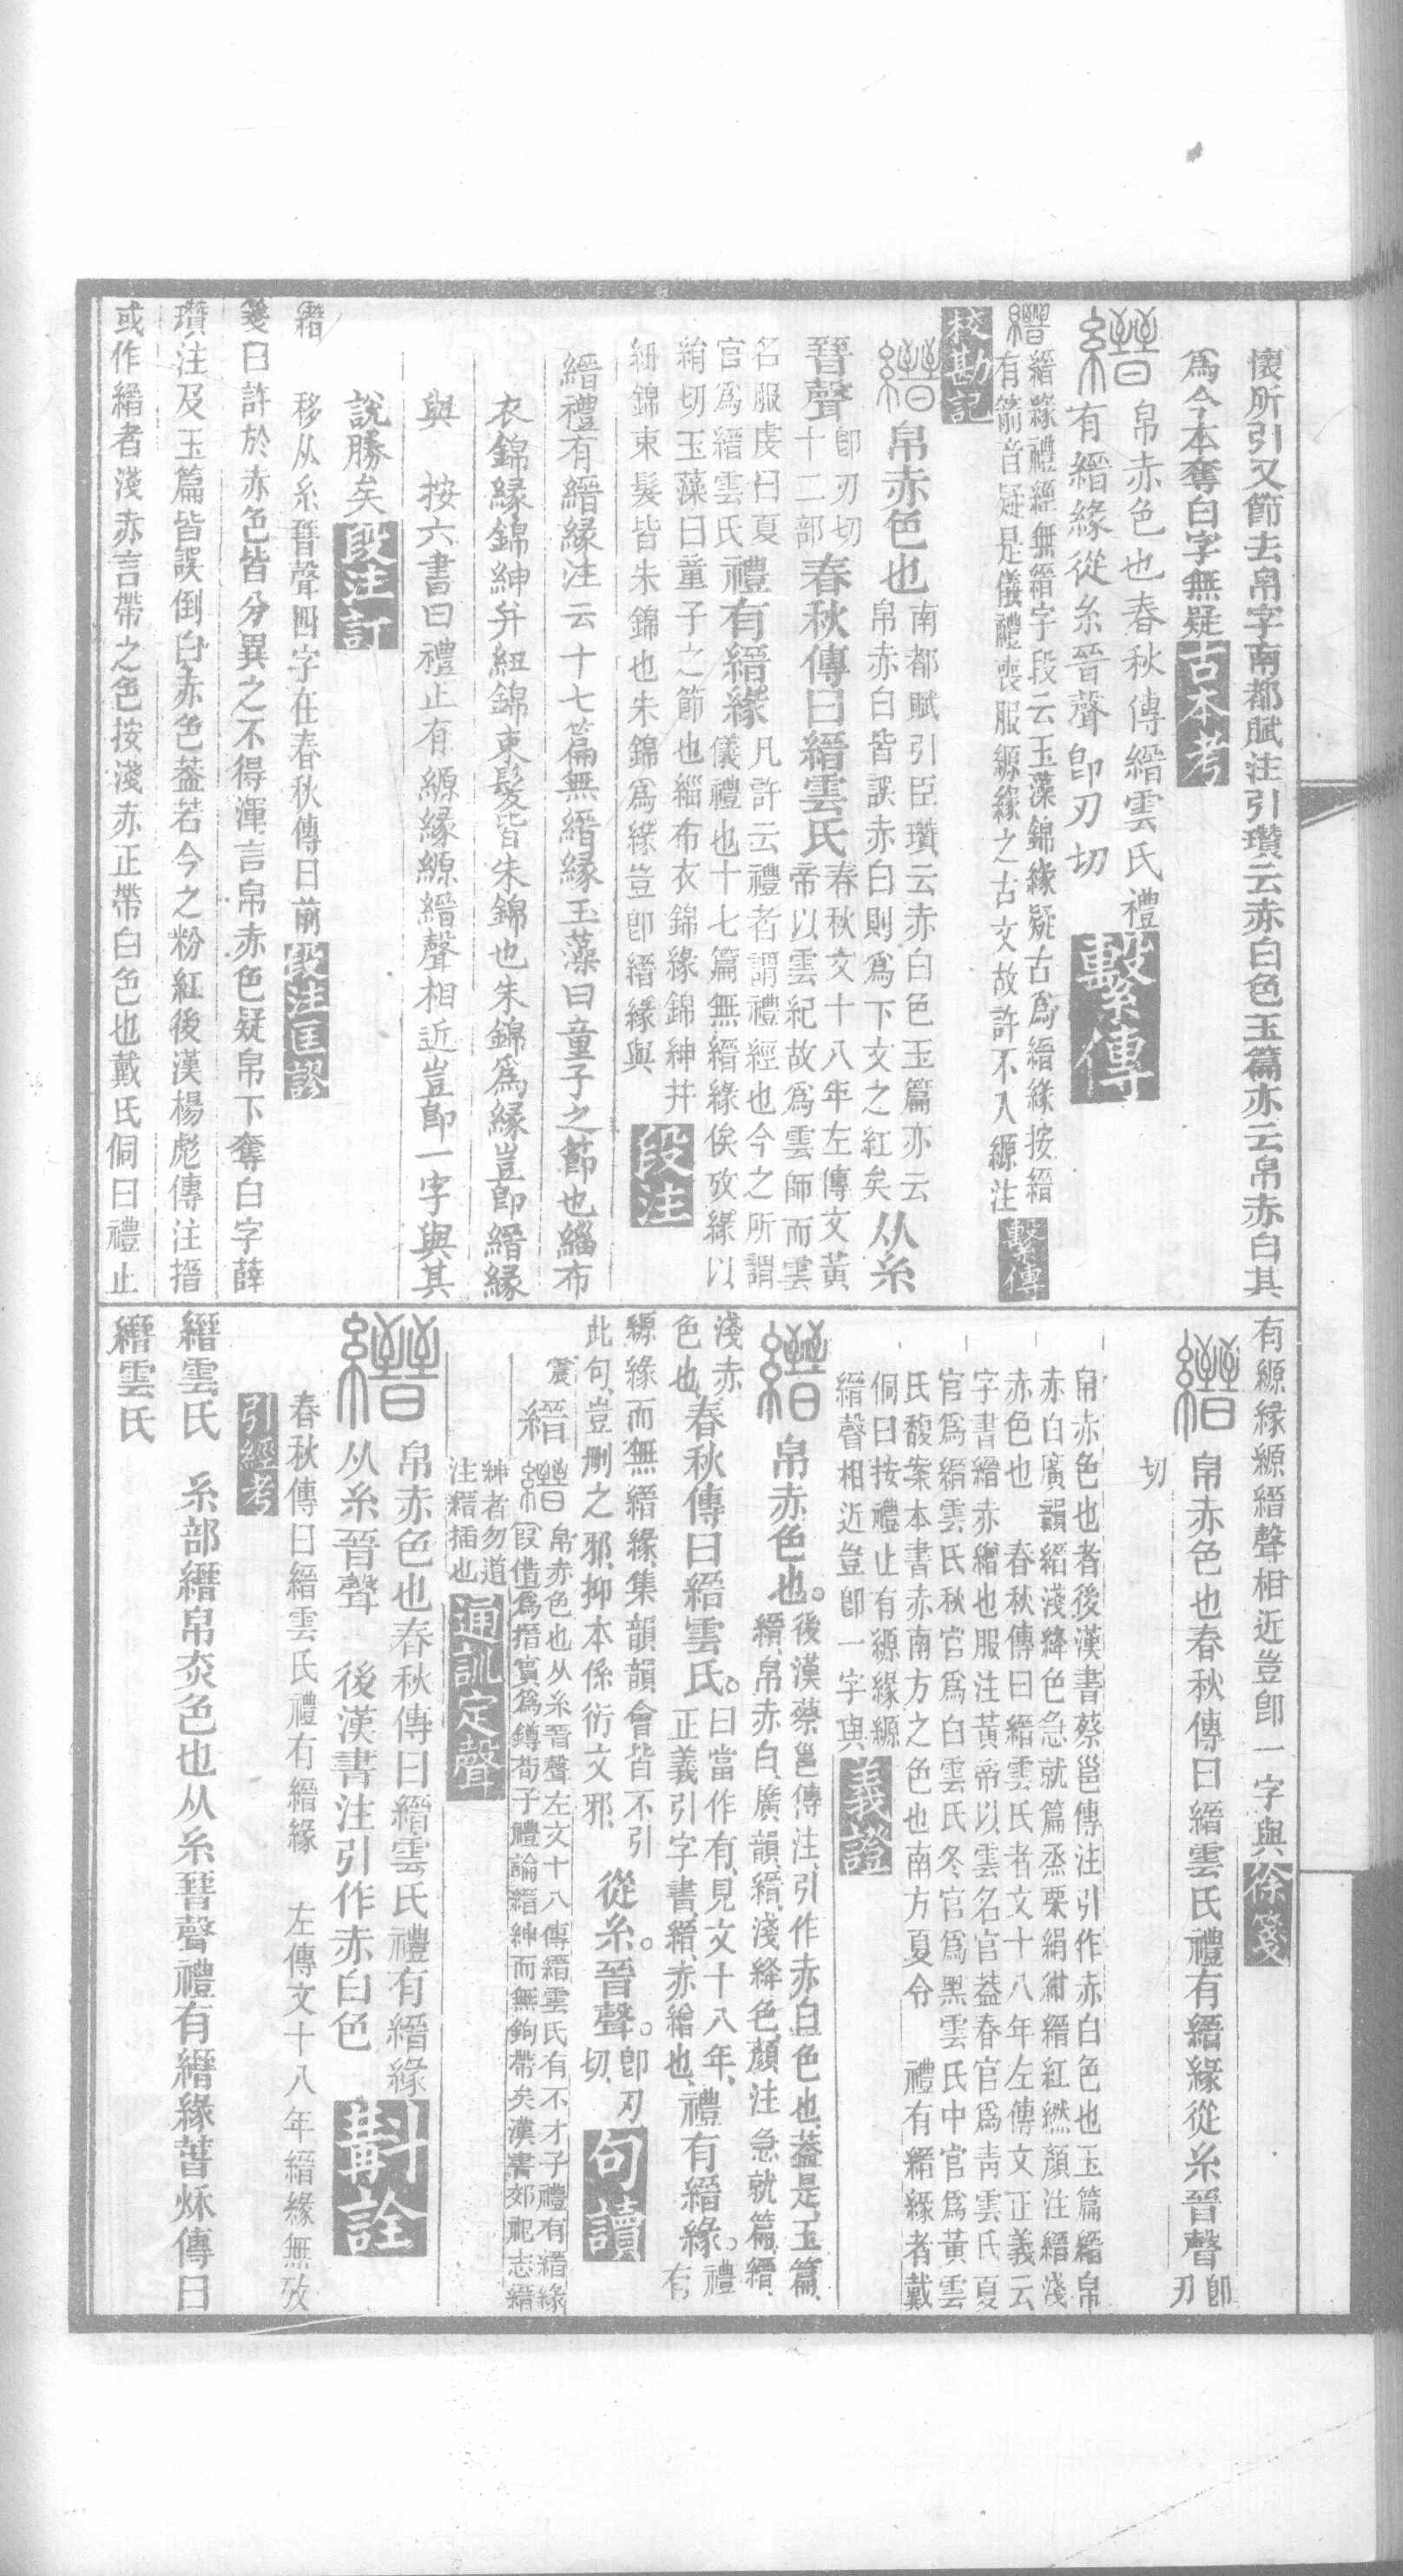 懷所引又節去帛字南都賦注引瓚云赤白色玉篇亦云帛赤白其
爲今本奪白字無疑古本考
帛赤色也春秋傳縉雲氏禮
有縉緣從糸晉聲卽刃切
繫傳
縉縉緣禮經無縉字段云玉藻錦緣疑古爲縉緣按縉
有箭音疑是儀禮喪服縓緣之古文故許不入縓注
繫傳
校勘記
縉帛赤色也
南都賦引臣瓚云赤白色玉篇亦云
帛赤白皆誤赤白則爲下文之紅矣
从糸
晉聲
卽刃切
十二部
春秋傳曰縉雲氏
春秋文十八年左傳文黃
帝以雲紀故爲雲師而雲
名服虔曰夏
官爲縉雲氏
禮有縉緣
凡許云禮者謂禮經也今之所謂
儀禮也十七篇無縉緣俟攷緣以
絹切玉藻曰童子之節也緇布衣錦緣錦紳幷
紐錦束髮皆朱錦也朱錦爲緣豈卽縉緣與
段注
縉禮有縉緣注云十七篇無縉緣玉藻曰童子之節也緇布
衣錦緣錦紳幷紐錦束髮皆朱錦也朱錦爲緣豈卽縉緣
與 按六書曰禮止有縓緣縓縉聲相近豈卽一字與其
說勝矣段注訂
縉 移从糸晉聲四字在春秋傳曰前段注匡謬
箋曰許於赤色皆分異之不得渾言帛赤色疑帛下奪白字薛
瓚注及玉篇皆誤倒白赤色葢若今之粉紅後漢楊彪傳注搢
或作縉者淺赤言帶之色按淺赤正帶白色也戴氏侗曰禮止
有縓緣縓縉聲相近豈卽一字與徐箋
縉帛赤色也春秋傳曰縉雲氏禮有縉緣從糸晉聲卽刃
切
帛赤色也者後漢書蔡邕傳注引作赤白色也玉篇縉帛
赤白廣韻縉淺絳色急就篇烝栗絹紺縉紅繎顏注縉淺
赤色也 春秋傳曰縉雲氏者文十八年左傳文正義云
字書縉赤繒也服注黃帝以雲名官葢春官爲靑雲氏夏
官爲縉雲氏秋官爲白雲氏冬官爲黑雲氏中官爲黃雲
氏馥案本書赤南方之色也南方夏令 禮有縉緣者戴
侗曰按禮止有縓緣縓
縉聲相近豈卽一字與
義證
縉帛赤色也。
後漢蔡邕傳注引作赤白色也葢是玉篇
縉帛赤白廣韻縉淺絳色顏注急就篇縉
淺赤
色也
春秋傳曰縉雲氏。
曰當作有見文十八年
正義引字書縉赤繒也
禮有縉緣。
禮
有
縓緣而無縉緣集韻韻會皆不引
此句豈刪之邪抑本係衍文邪
從糸。晉聲。
卽刃
切
句讀
震
縉
帛赤色也从糸晉聲左文十八傳縉雲氏有不才子禮有縉緣
叚借爲搢實爲鐏荀子禮論縉紳而無鉤帶矣漢書郊祀志縉
紳者勿道
注縉插也
通訓定聲
縉帛赤色也春秋傳曰縉雲氏禮有縉緣
从糸晉聲 後漢書注引作赤白色
斠詮
春秋傳曰縉雲氏禮有縉緣 左傳文十八年縉緣無攷
引經考
縉雲氏 糸部縉帛赤色也从糸晉聲禮有縉緣春秋傳曰
縉雲氏